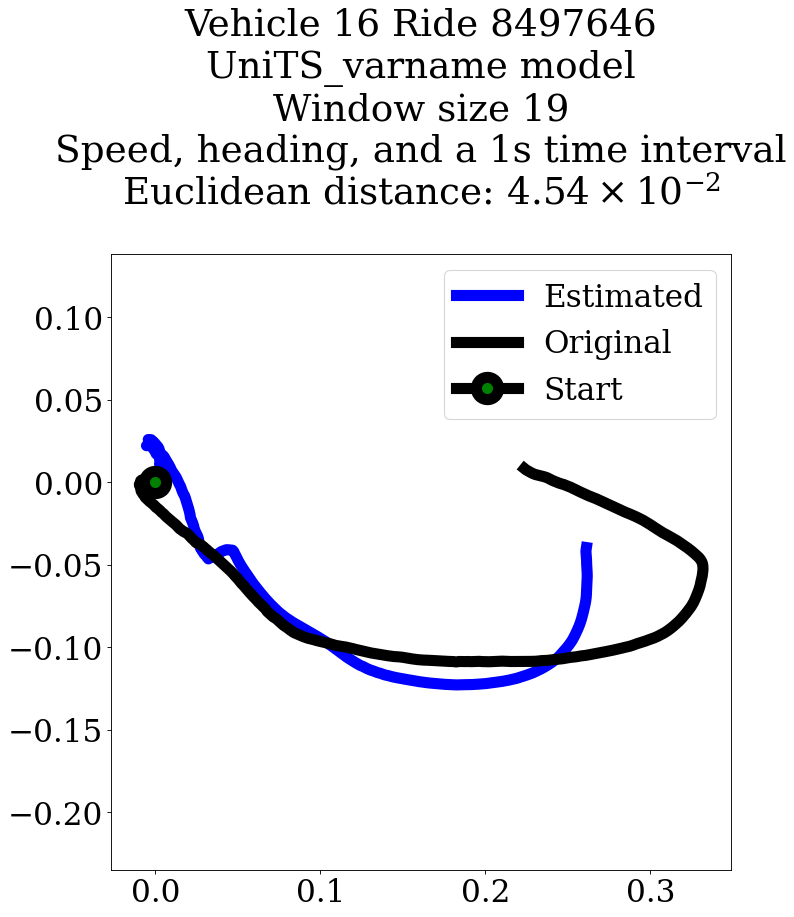 Vehicle 16 Ride 8497646
UniTS_varname model
Window size 19
Speed, heading, and a 1s time interval
Euclidean distance: 4.54 × 10⁻²
Estimated
Original
Start
0.10
0.05
0.00
−0.05
−0.10
−0.15
−0.20
0.0 0.1 0.2 0.3